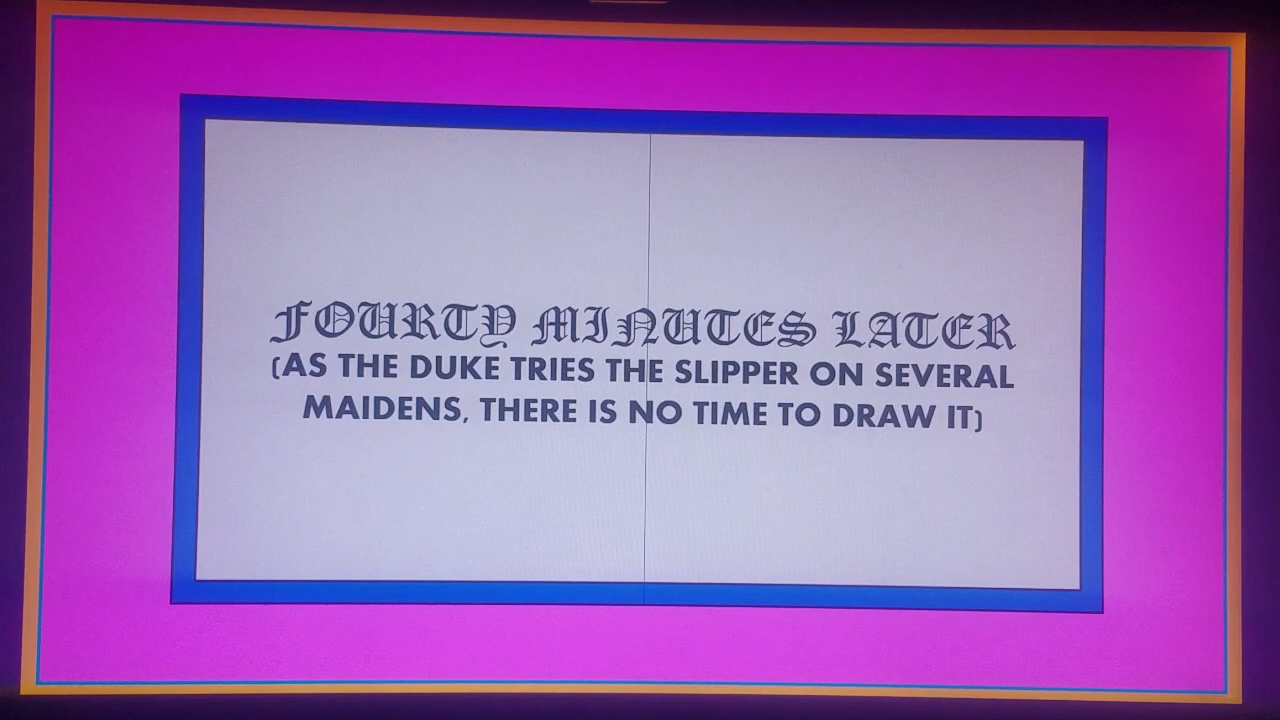 FOURTY MINUTES LATER
(AS THE DUKE TRIES THE SLIPPER ON SEVERAL
MAIDENS, THERE IS NO TIME TO DRAW IT)